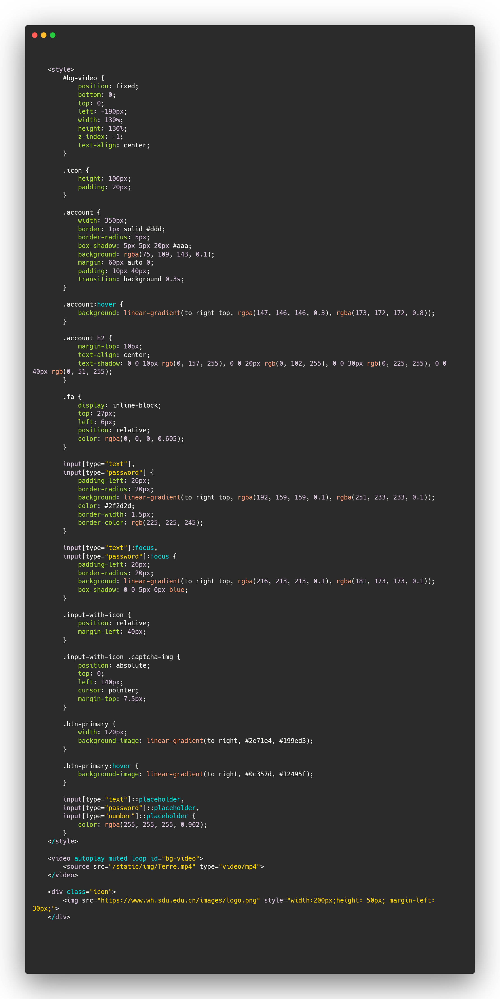 <style>
#bg-video {
position: fixed;
bottom: 0;
top: 0;
left: -190px;
width: 130%;
height: 130%;
z-index: -1;
text-align: center;
}
.icon {
height: 100px;
padding: 20px;
}
.account {
width: 350px;
border: 1px solid #ddd;
border-radius: 5px;
box-shadow: 5px 5px 20px #aaa;
background: rgba(75, 109, 143, 0.1);
margin: 60px auto 0;
padding: 10px 40px;
transition: background 0.3s;
}
.account:hover {
background: linear-gradient(to right top, rgba(147, 146, 146, 0.3), rgba(173, 172, 172, 0.8));
}
.account h2 {
margin-top: 10px;
text-align: center;
text-shadow: 0 0 10px rgb(0, 157, 255), 0 0 20px rgb(0, 102, 255), 0 0 30px rgb(0, 225, 255), 0 0
40px rgb(0, 51, 255);
}
.fa {
display: inline-block;
top: 27px;
left: 6px;
position: relative;
color: rgba(0, 0, 0, 0.605);
}
input[type="text"],
input[type="password"] {
padding-left: 26px;
border-radius: 20px;
background: linear-gradient(to right top, rgba(192, 159, 159, 0.1), rgba(251, 233, 233, 0.1));
color: #2f2d2d;
border-width: 1.5px;
border-color: rgb(225, 225, 245);
}
input[type="text"]:focus,
input[type="password"]:focus {
padding-left: 26px;
border-radius: 20px;
background: linear-gradient(to right top, rgba(216, 213, 213, 0.1), rgba(181, 173, 173, 0.1));
box-shadow: 0 0 5px 0px blue;
}
.input-with-icon {
position: relative;
margin-left: 40px;
}
.input-with-icon .captcha-img {
position: absolute;
top: 0;
left: 140px;
cursor: pointer;
margin-top: 7.5px;
}
.btn-primary {
width: 120px;
background-image: linear-gradient(to right, #2e71e4, #199ed3);
}
.btn-primary:hover {
background-image: linear-gradient(to right, #0c357d, #12495f);
}
input[type="text"]::placeholder,
input[type="password"]::placeholder,
input[type="number"]::placeholder {
color: rgba(255, 255, 255, 0.902);
}
</style>
<video autoplay muted loop id="bg-video">
<source src="/static/img/Terre.mp4" type="video/mp4">
</video>
<div class="icon">
<img src="https://www.wh.sdu.edu.cn/images/logo.png" style="width:200px;height: 50px; margin-left:
30px;">
</div>